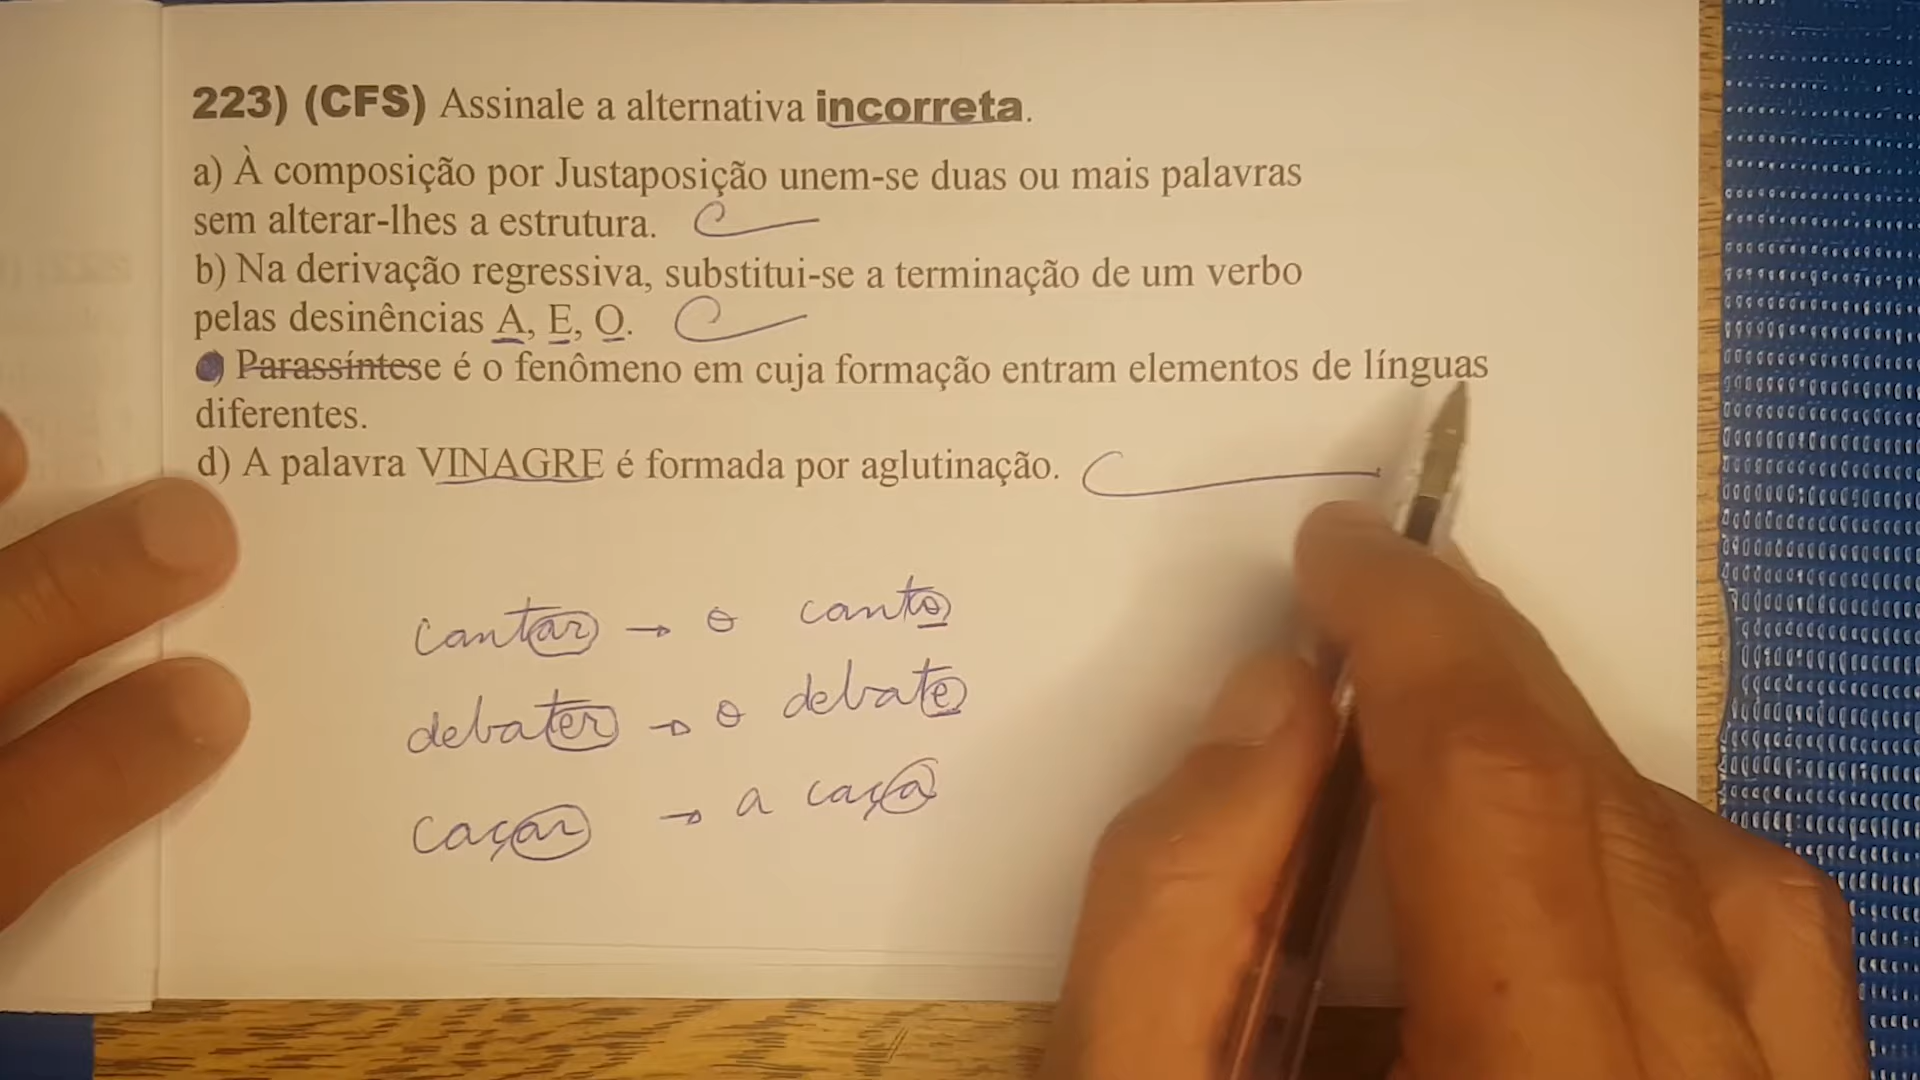 223) (CFS) Assinale a alternativa incorreta.
a) À composição por Justaposição unem-se duas ou mais palavras
sem alterar-lhes a estrutura. C
b) Na derivação regressiva, substitui-se a terminação de um verbo
pelas desinências A, E, O. C
) Parassíntese é o fenômeno em cuja formação entram elementos de línguas
diferentes.
d) A palavra VINAGRE é formada por aglutinação. C
cantar → o canto
debater → o debate
caçar → a caça